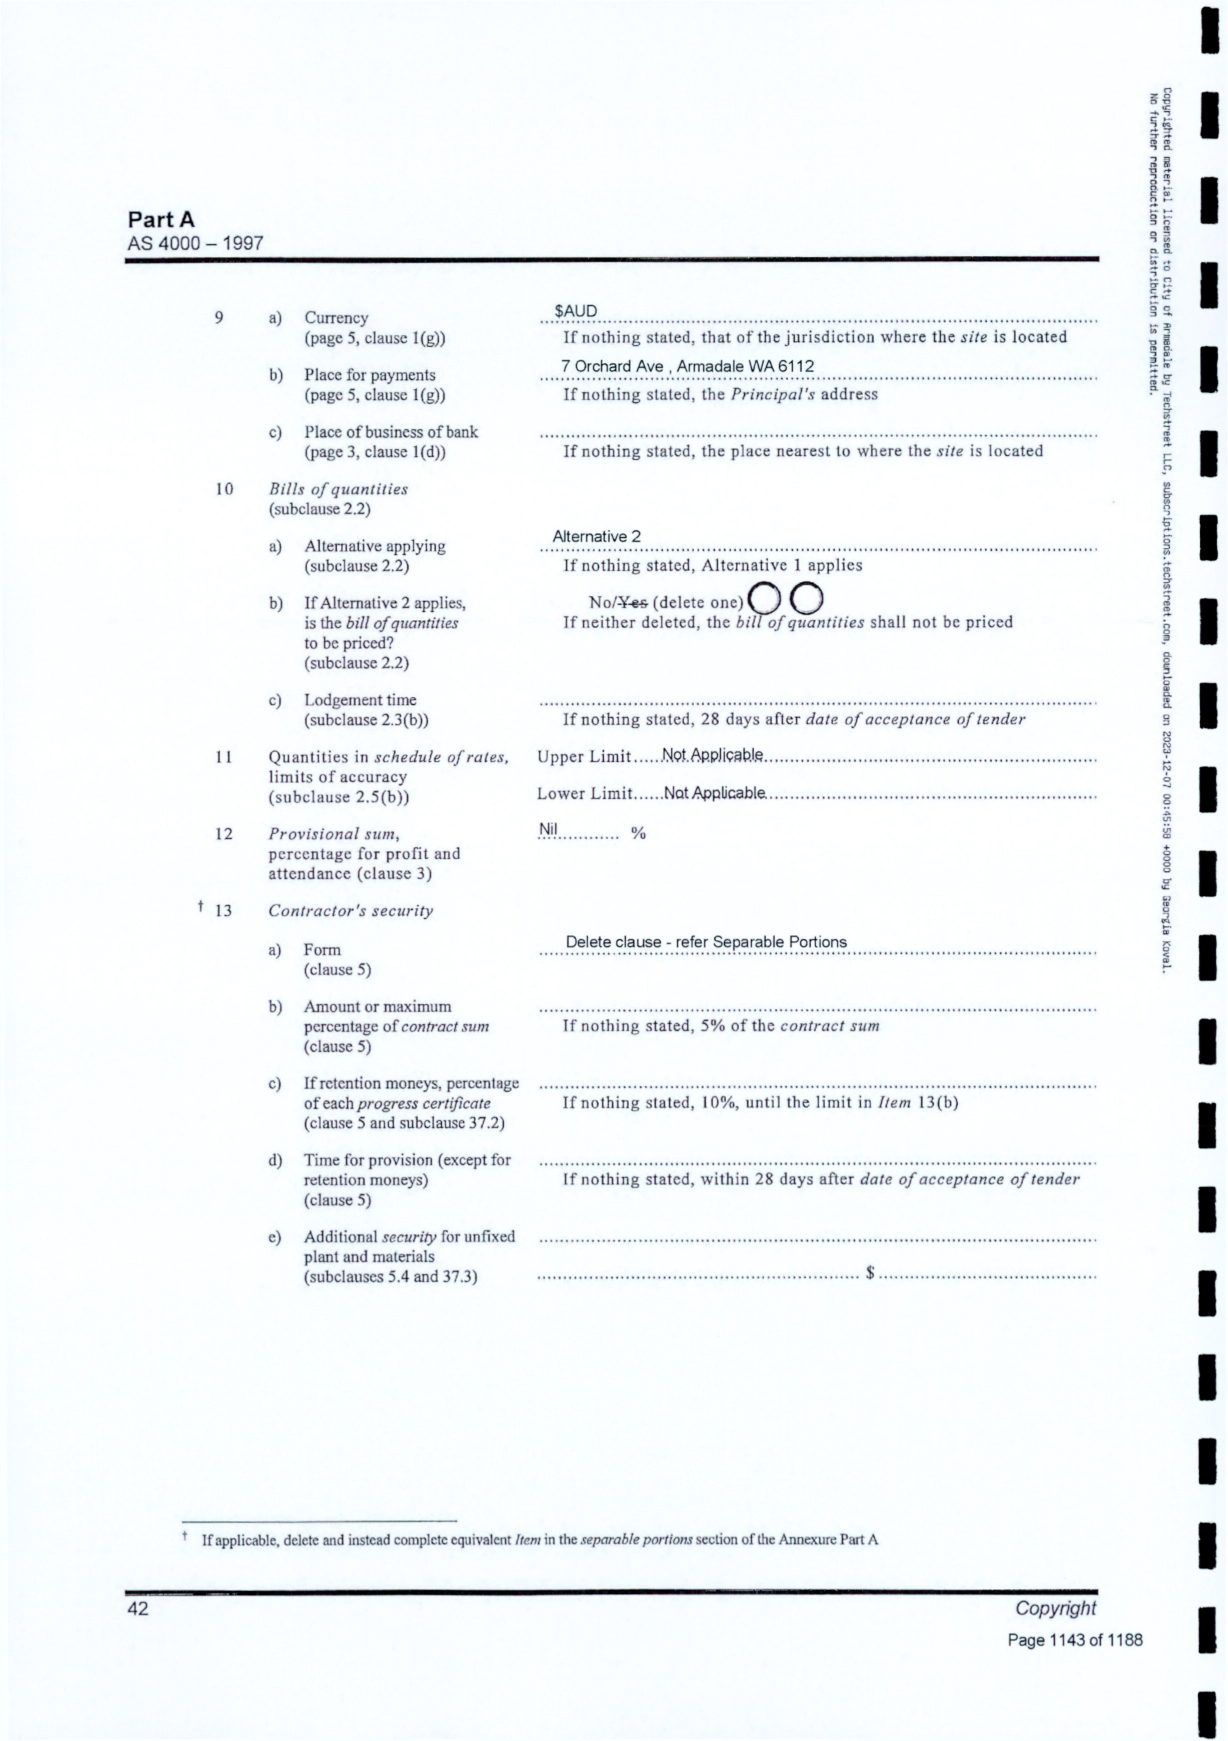 Part A
AS 4000 – 1997
9 a) Currency $AUD
(page 5, clause 1(g)) If nothing stated, that of the jurisdiction where the site is located
b) Place for payments 7 Orchard Ave , Armadale WA 6112
(page 5, clause 1(g)) If nothing stated, the Principal's address
c) Place of business of bank
(page 3, clause 1(d)) If nothing stated, the place nearest to where the site is located
10 Bills of quantities
(subclause 2.2)
a) Alternative applying Alternative 2
(subclause 2.2) If nothing stated, Alternative 1 applies
b) If Alternative 2 applies, No/Yes (delete one)
is the bill of quantities If neither deleted, the bill of quantities shall not be priced
to be priced?
(subclause 2.2)
c) Lodgement time
(subclause 2.3(b)) If nothing stated, 28 days after date of acceptance of tender
11 Quantities in schedule of rates, Upper Limit Not Applicable
limits of accuracy
(subclause 2.5(b)) Lower Limit Not Applicable
12 Provisional sum, Nil %
percentage for profit and
attendance (clause 3)
† 13 Contractor's security
a) Form Delete clause - refer Separable Portions
(clause 5)
b) Amount or maximum
percentage of contract sum If nothing stated, 5% of the contract sum
(clause 5)
c) If retention moneys, percentage
of each progress certificate If nothing stated, 10%, until the limit in Item 13(b)
(clause 5 and subclause 37.2)
d) Time for provision (except for
retention moneys) If nothing stated, within 28 days after date of acceptance of tender
(clause 5)
e) Additional security for unfixed
plant and materials
(subclauses 5.4 and 37.3) $
† If applicable, delete and instead complete equivalent Item in the separable portions section of the Annexure Part A
42 Copyright
Page 1143 of 1188
Copyrighted material licensed to City of Armadale by Techstreet LLC, subscriptions.techstreet.com, downloaded on 2023-12-07 00:45:58 +0000 by Georgia Koval.
No further reproduction or distribution is permitted.